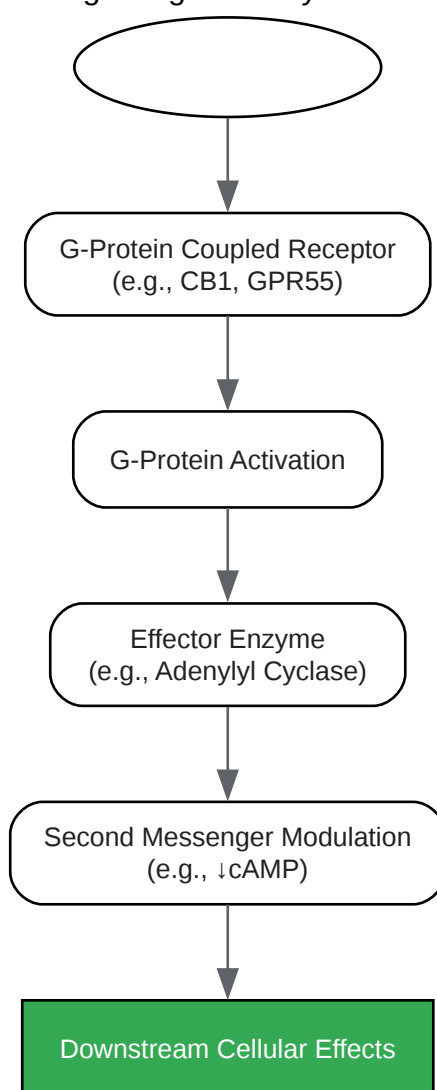 G-Protein Coupled Receptor
(e.g., CB1, GPR55)
G-Protein Activation
Effector Enzyme
(e.g., Adenylyl Cyclase)
Second Messenger Modulation
(e.g., ↓cAMP)
Downstream Cellular Effects